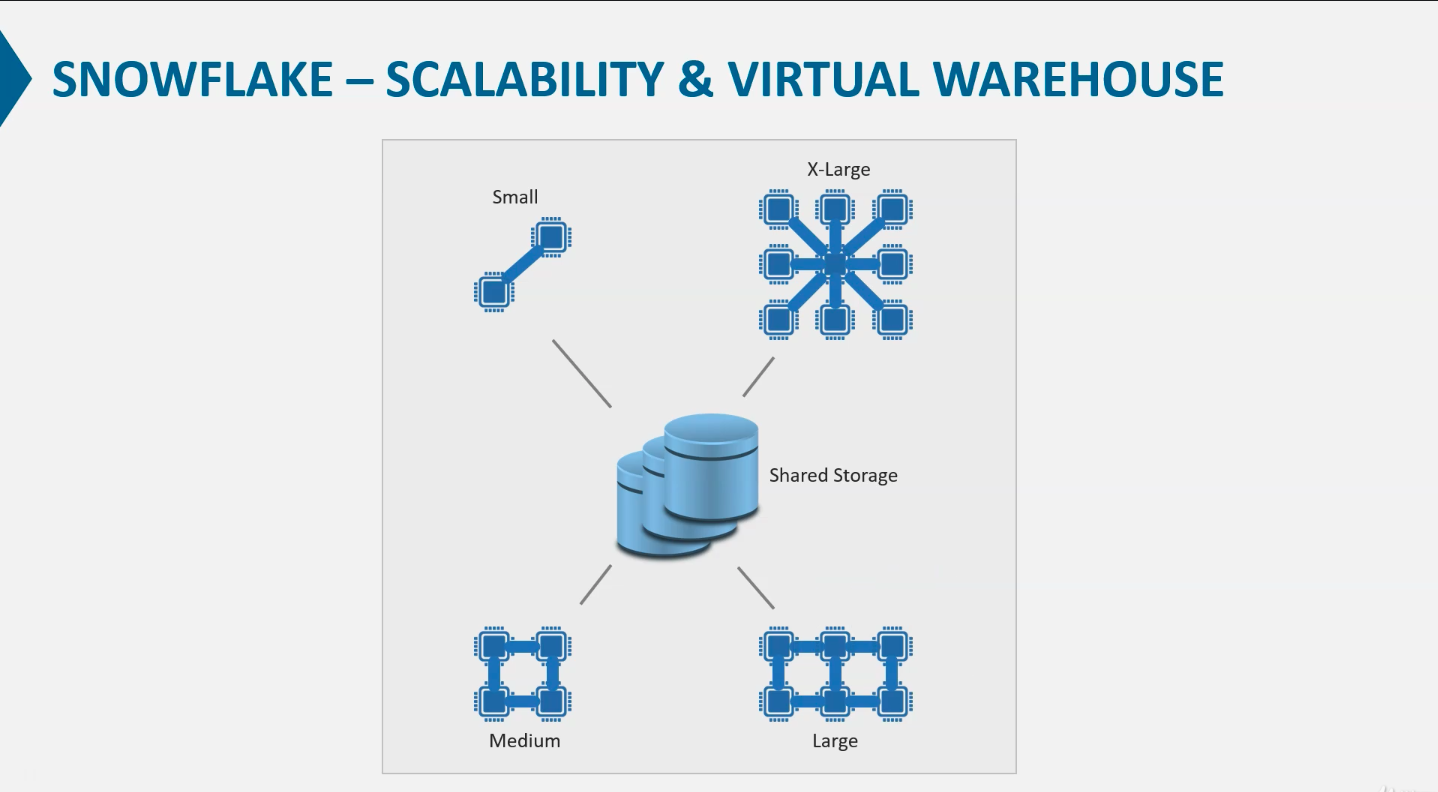 SNOWFLAKE – SCALABILITY & VIRTUAL WAREHOUSE
X-Large
Small
Shared Storage
Medium
Large